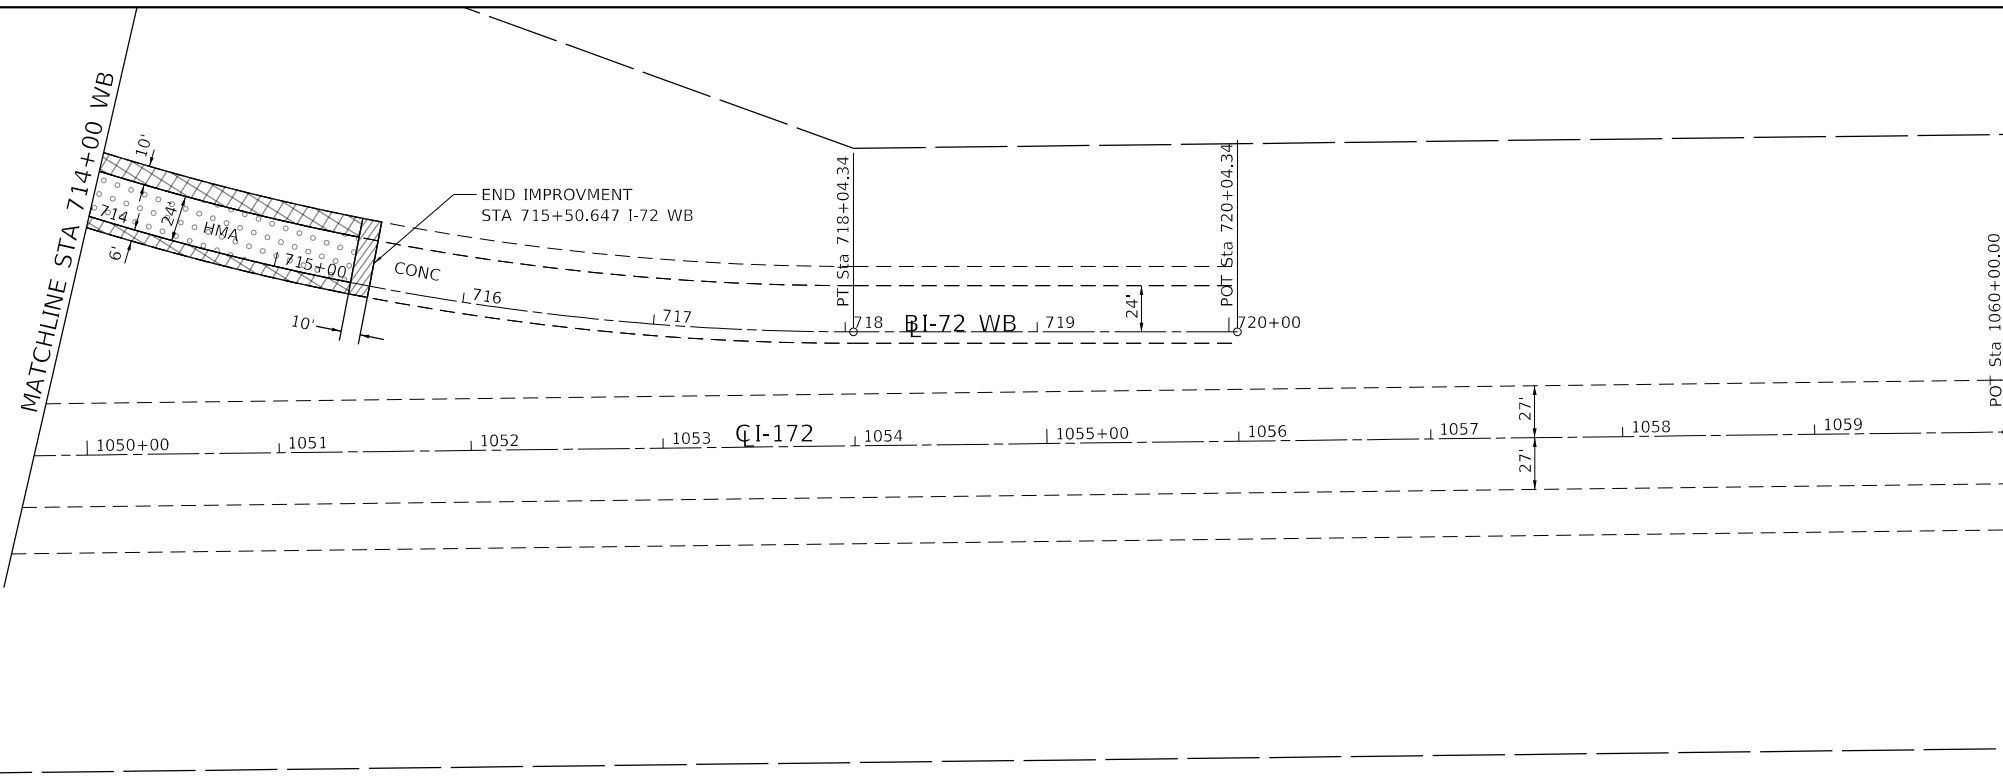 MATCHLINE STA 714+00 WB
10'
714
24'
HMA
6'
715+00
10'
END IMPROVMENT
STA 715+50.647 I-72 WB
CONC
716
717
PT Sta 718+04.34
718
BI-72 WB
719
24'
POT Sta 720+04.34
720+00
1050+00
1051
1052
1053
℄ I-172
1054
1055+00
1056
1057
27'
27'
1058
1059
POT Sta 1060+00.00